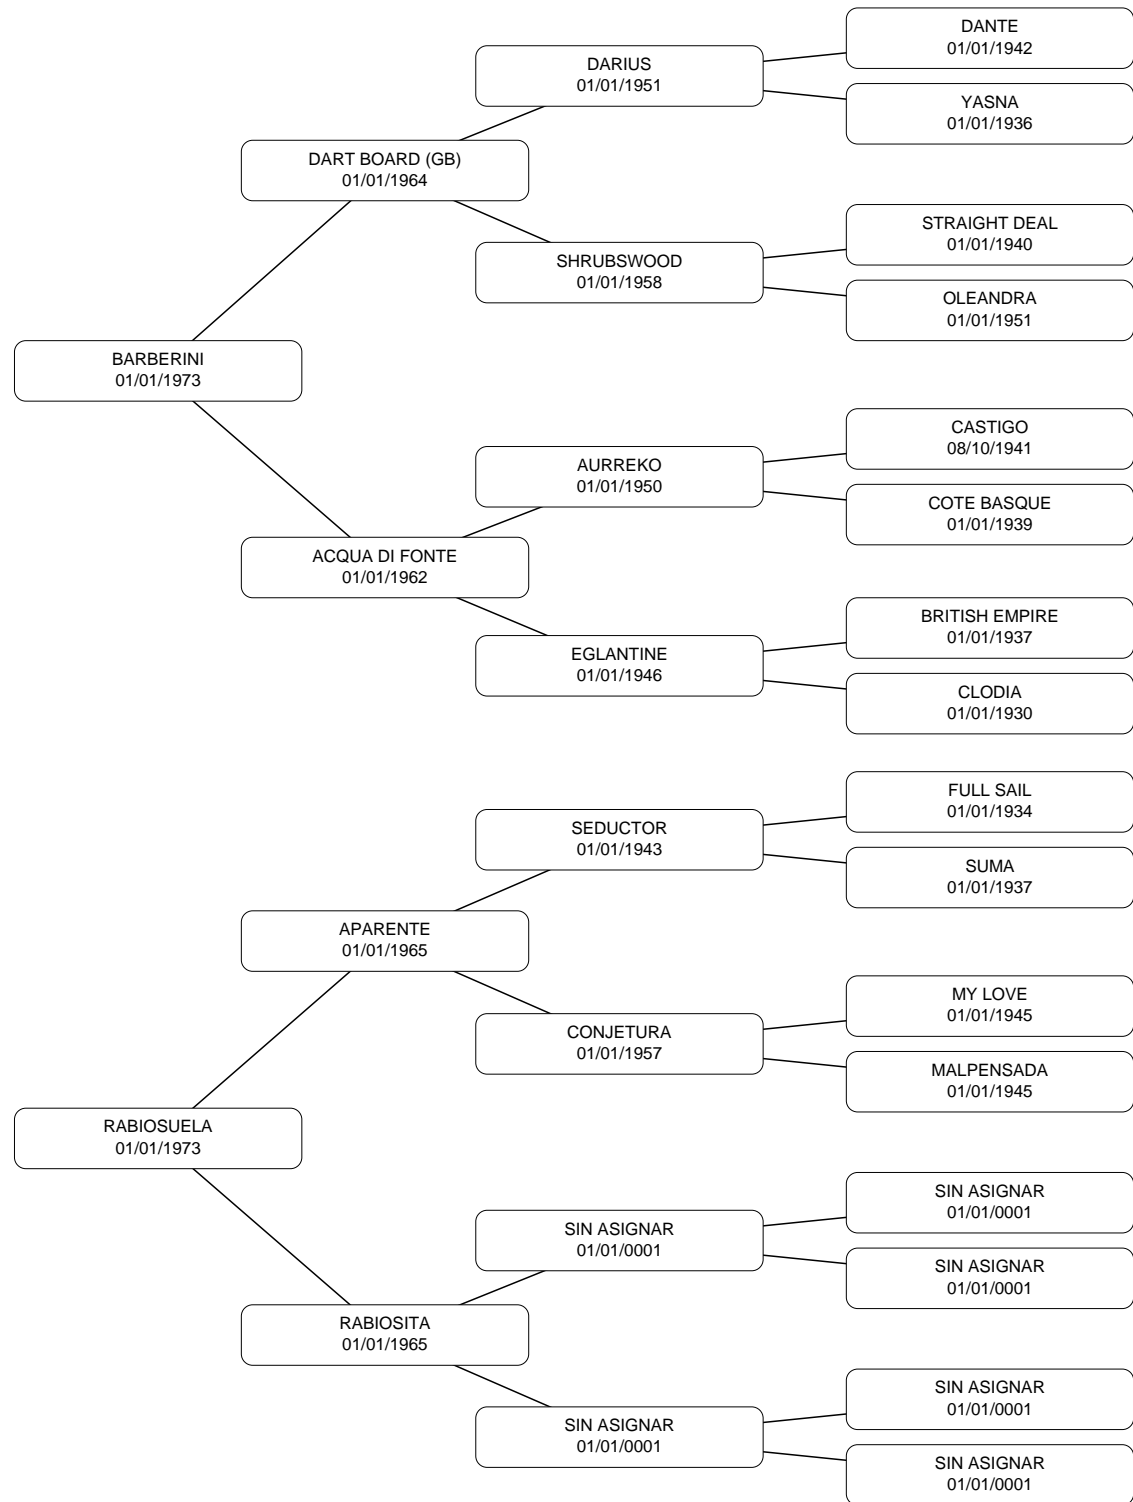 DANTE
01/01/1942
DARIUS
01/01/1951
YASNA
01/01/1936
DART BOARD (GB)
01/01/1964
STRAIGHT DEAL
01/01/1940
SHRUBSWOOD
01/01/1958
OLEANDRA
01/01/1951
BARBERINI
01/01/1973
CASTIGO
08/10/1941
AURREKO
01/01/1950
COTE BASQUE
01/01/1939
ACQUA DI FONTE
01/01/1962
BRITISH EMPIRE
01/01/1937
EGLANTINE
01/01/1946
CLODIA
01/01/1930
FULL SAIL
01/01/1934
SEDUCTOR
01/01/1943
SUMA
01/01/1937
APARENTE
01/01/1965
MY LOVE
01/01/1945
CONJETURA
01/01/1957
MALPENSADA
01/01/1945
RABIOSUELA
01/01/1973
SIN ASIGNAR
01/01/0001
SIN ASIGNAR
01/01/0001
SIN ASIGNAR
01/01/0001
RABIOSITA
01/01/1965
SIN ASIGNAR
01/01/0001
SIN ASIGNAR
01/01/0001
SIN ASIGNAR
01/01/0001